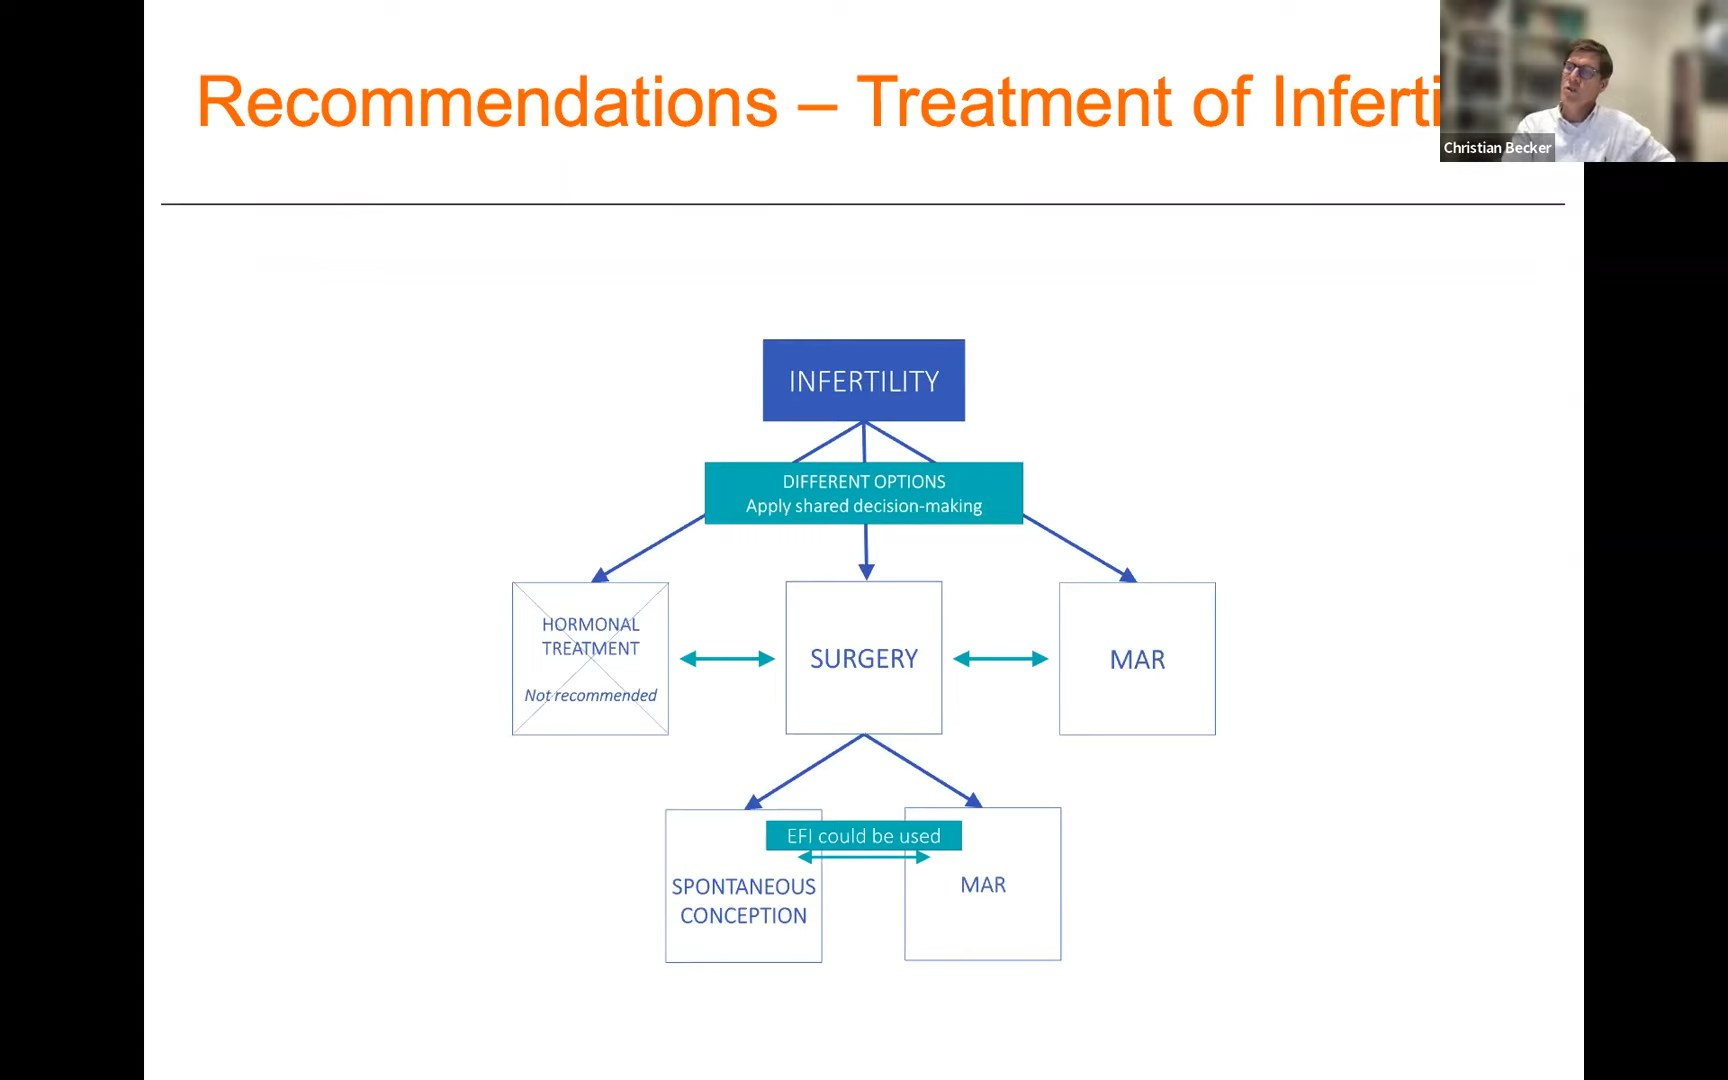 Recommendations – Treatment of Inferti
Christian Becker
INFERTILITY
DIFFERENT OPTIONS
Apply shared decision-making
HORMONAL
TREATMENT
Not recommended
SURGERY
MAR
EFI could be used
SPONTANEOUS
CONCEPTION
MAR